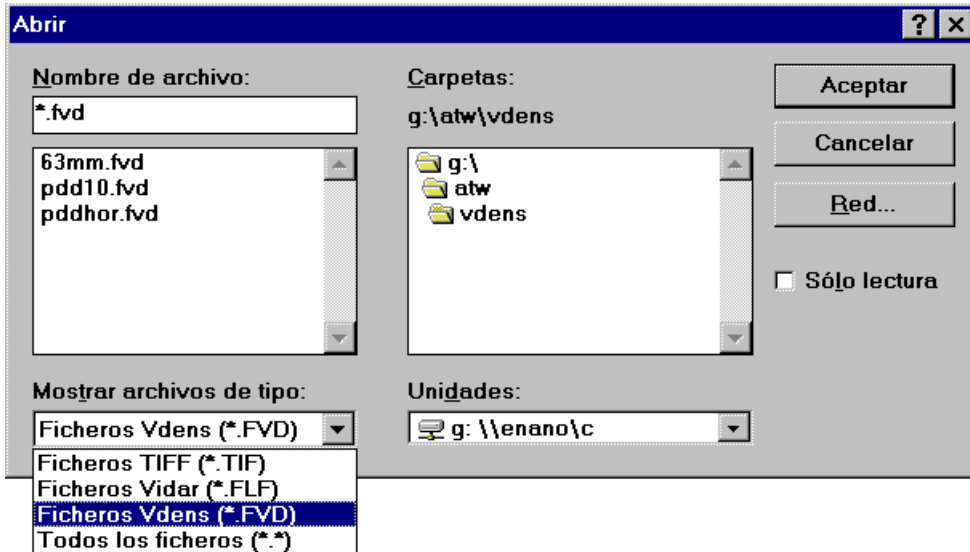 Abrir
Nombre de archivo:
*.fvd
63mm.fvd
pdd10.fvd
pddhor.fvd
Carpetas:
g:\atw\vdens
g:\
atw
vdens
Aceptar
Cancelar
Red...
Sólo lectura
Mostrar archivos de tipo:
Ficheros Vdens (*.FVD)
Ficheros TIFF (*.TIF)
Ficheros Vidar (*.FLF)
Ficheros Vdens (*.FVD)
Todos los ficheros (*.*)
Unidades:
g: \\enano\c